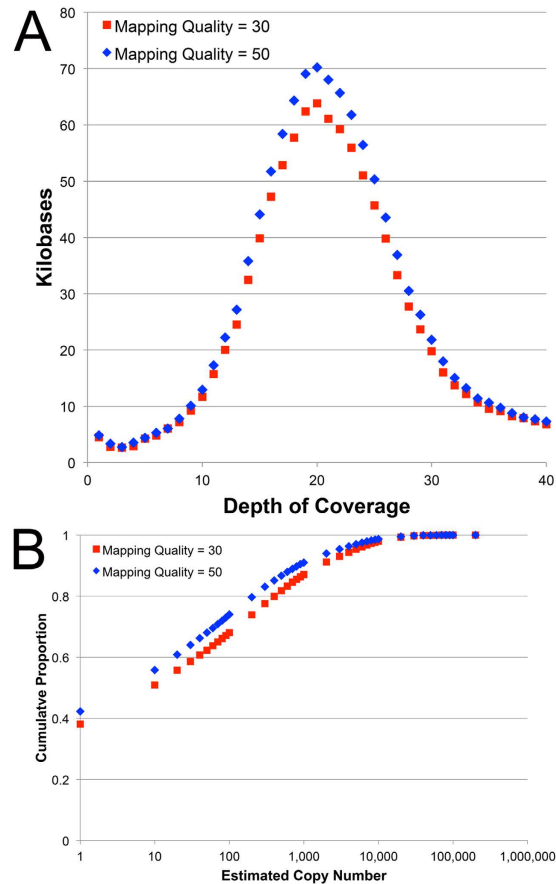 A
Mapping Quality = 30
Mapping Quality = 50
80
70
60
50
40
30
20
10
0
Kilobases
0 10 20 30 40
Depth of Coverage
B
Mapping Quality = 30
Mapping Quality = 50
1
0.8
0.6
0.4
0.2
0
Cumulatve Proportion
1 10 100 1,000 10,000 100,000 1,000,000
Estimated Copy Number